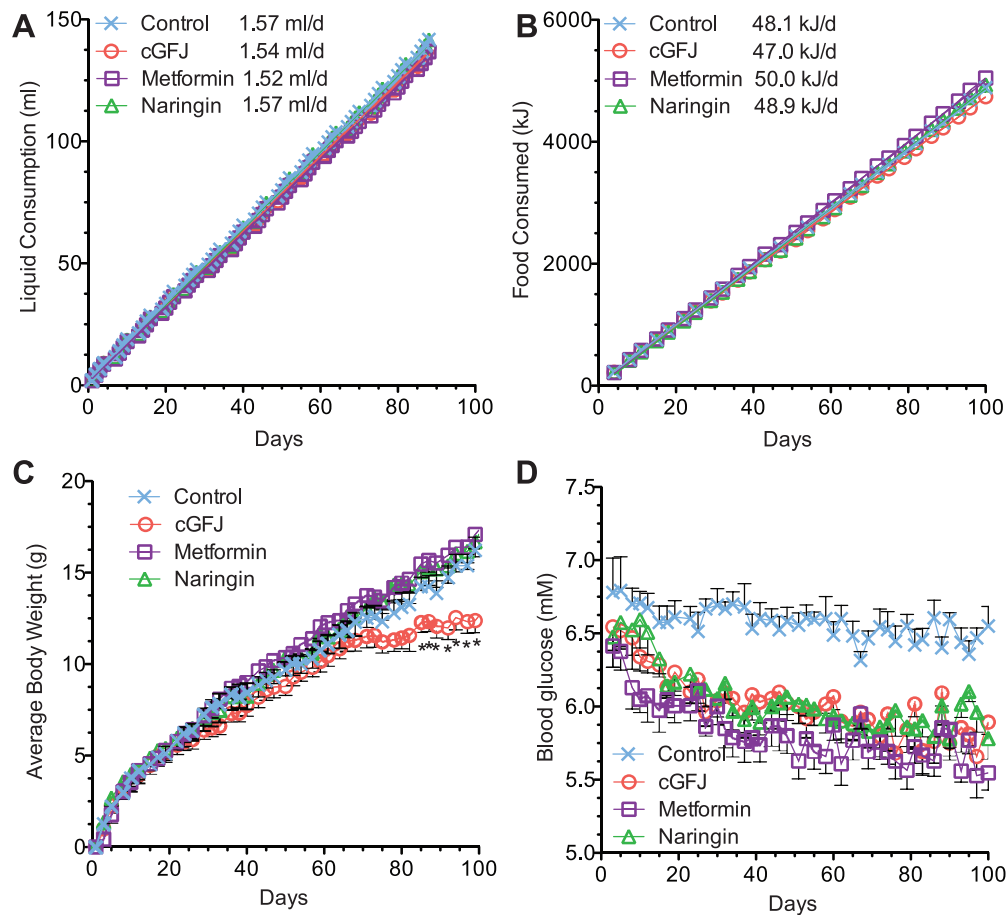 A
Control 1.57 ml/d
cGFJ 1.54 ml/d
Metformin 1.52 ml/d
Naringin 1.57 ml/d
Liquid Consumption (ml)
150
100
50
0
0 20 40 60 80 100
Days
B
Control 48.1 kJ/d
cGFJ 47.0 kJ/d
Metformin 50.0 kJ/d
Naringin 48.9 kJ/d
Food Consumed (kJ)
6000
4000
2000
0
0 20 40 60 80 100
Days
C
Control
cGFJ
Metformin
Naringin
Average Body Weight (g)
20
15
10
5
0
******
0 20 40 60 80 100
Days
D
Blood glucose (mM)
7.5
7.0
6.5
6.0
5.5
5.0
Control
cGFJ
Metformin
Naringin
0 20 40 60 80 100
Days